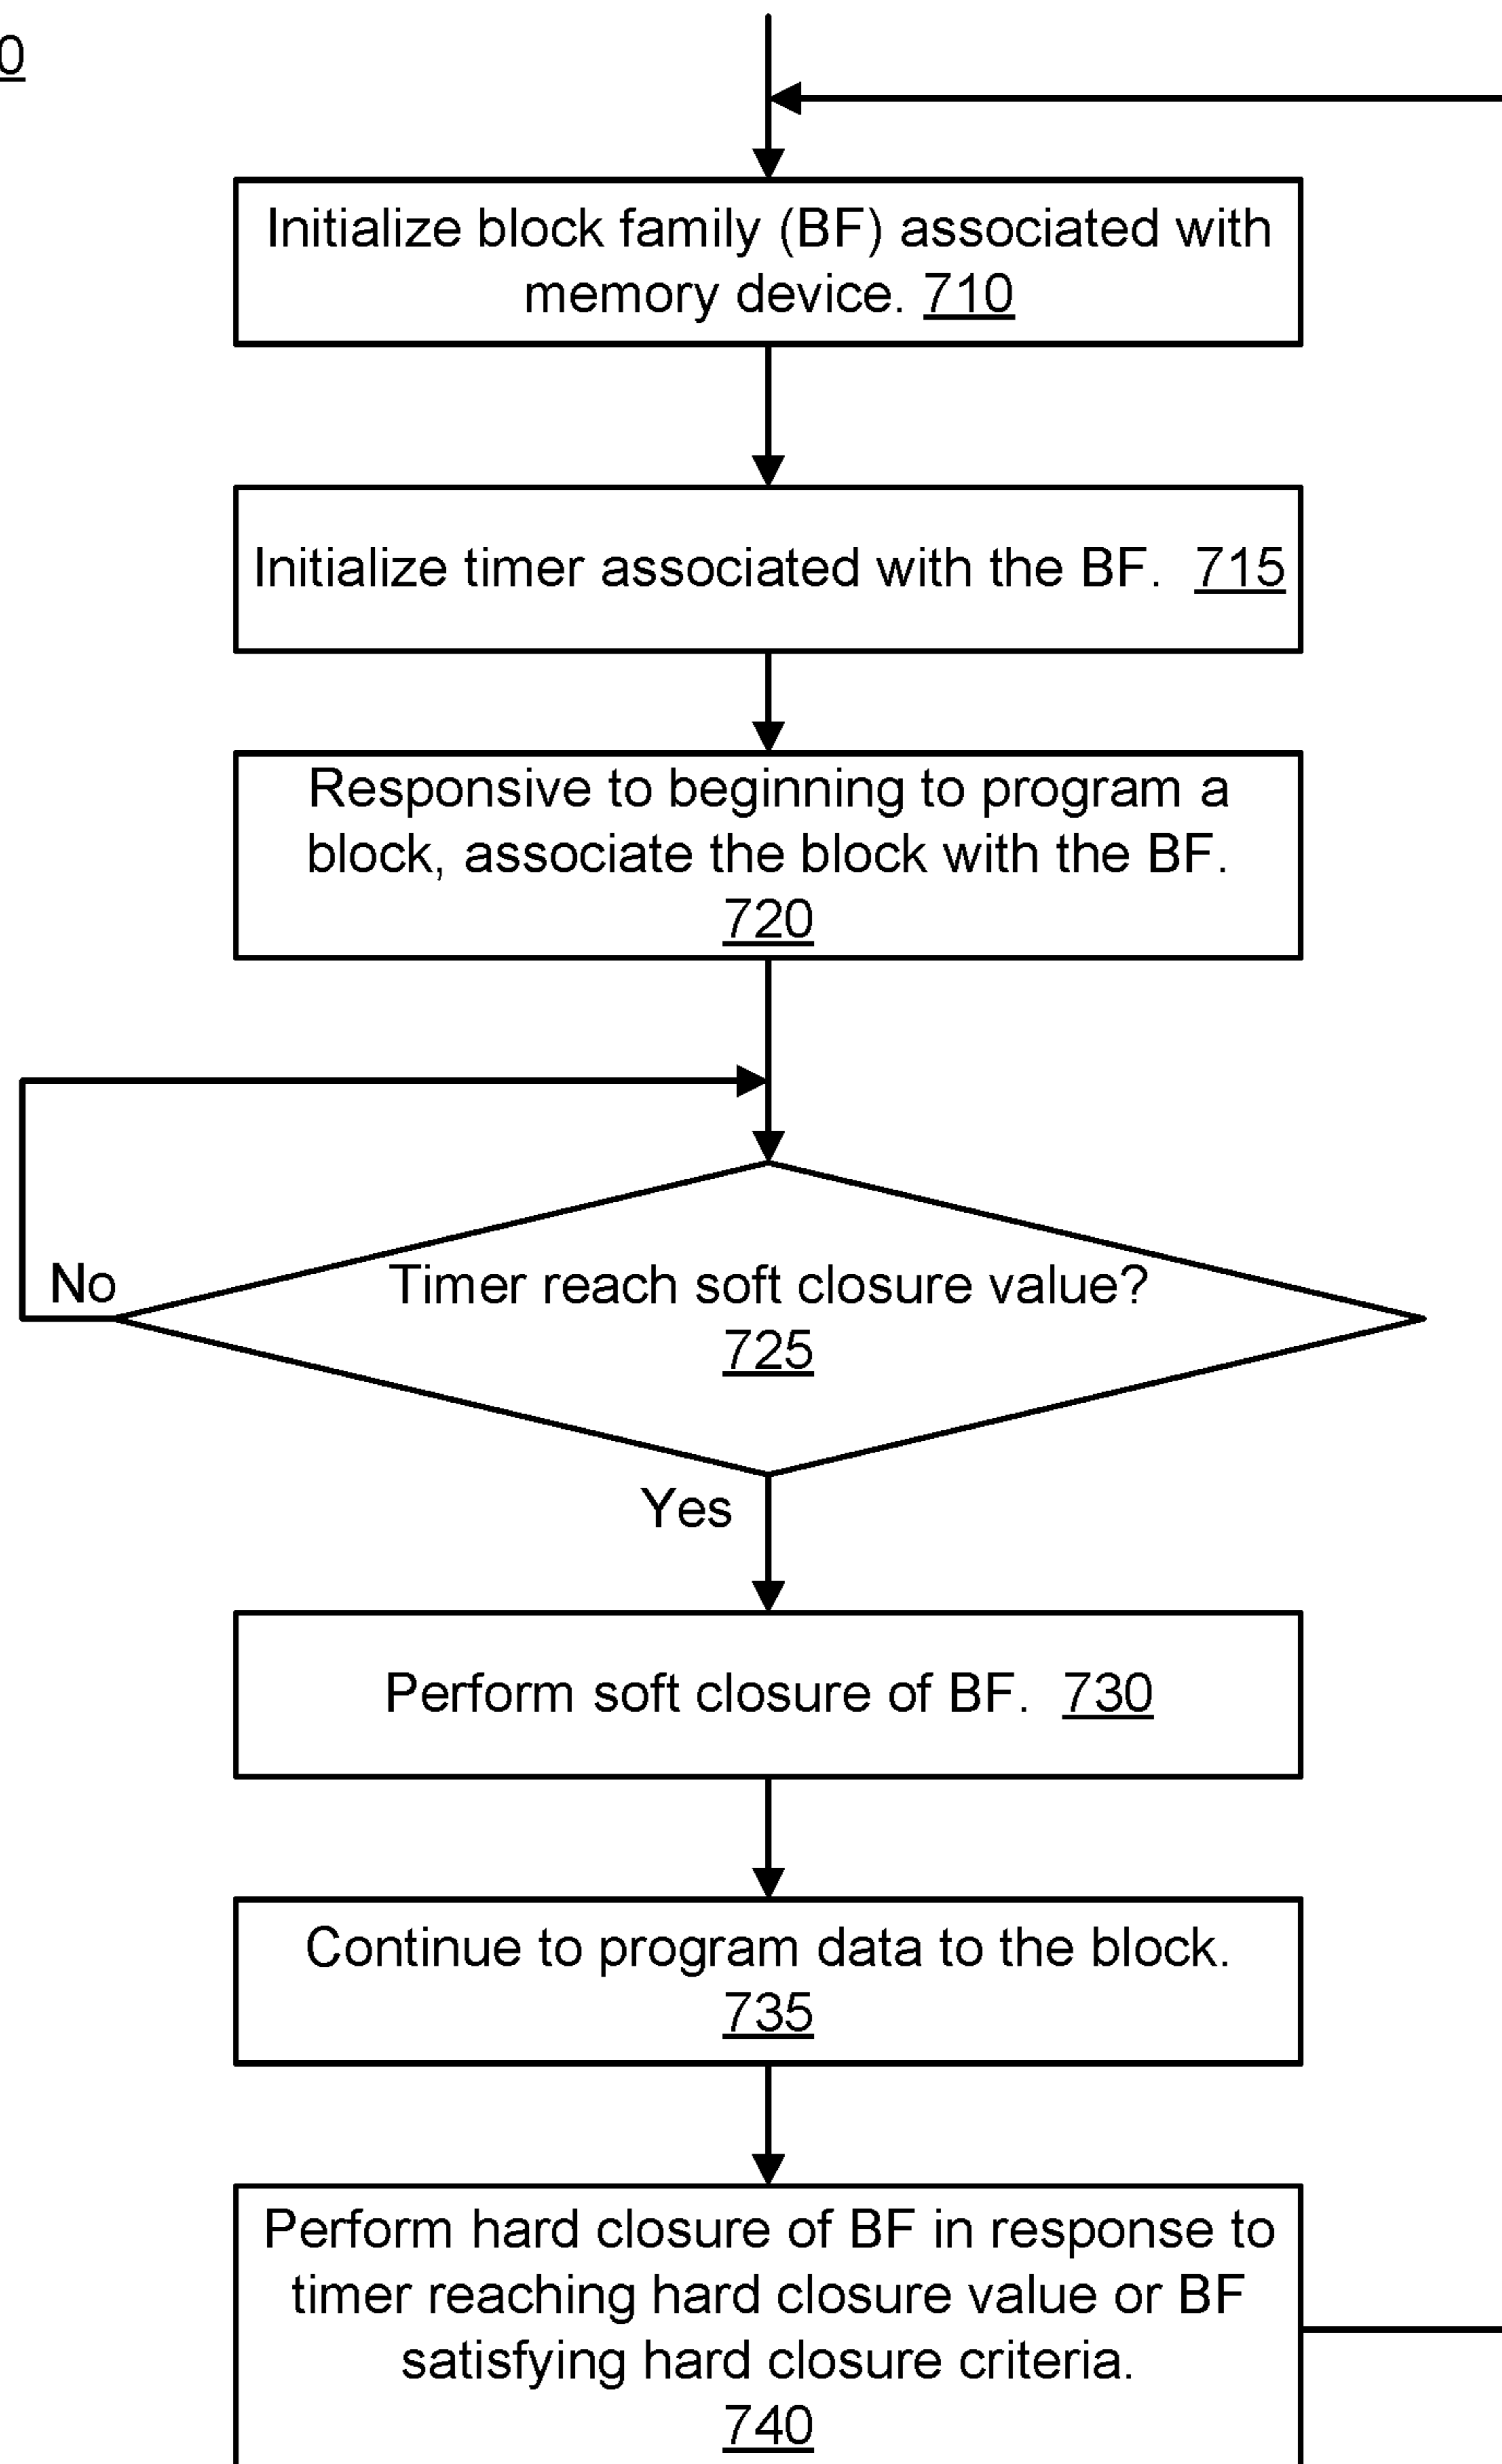 0
Initialize block family (BF) associated with
memory device. 710
Initialize timer associated with the BF. 715
Responsive to beginning to program a
block, associate the block with the BF.
720
No
Timer reach soft closure value?
725
Yes
Perform soft closure of BF. 730
Continue to program data to the block.
735
Perform hard closure of BF in response to
timer reaching hard closure value or BF
satisfying hard closure criteria.
740